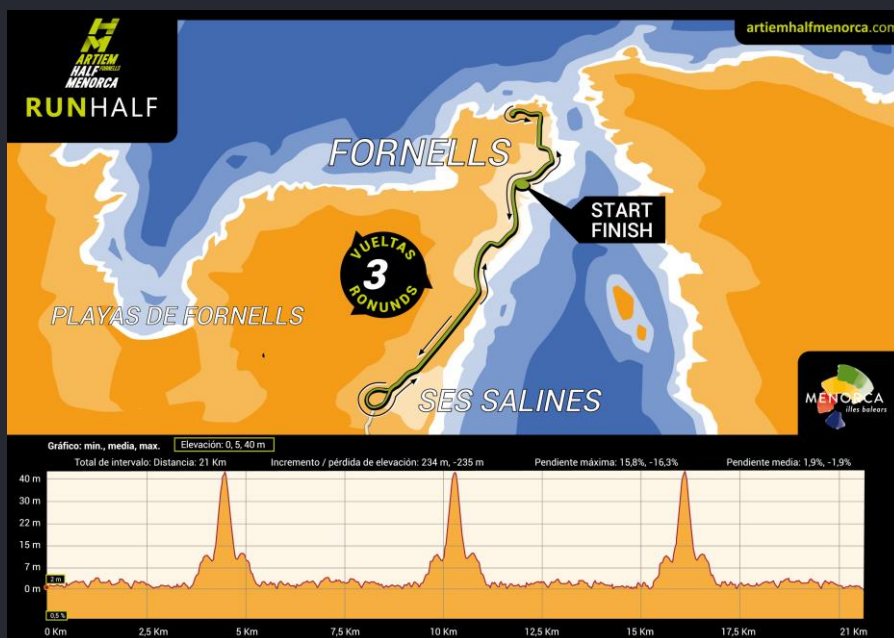 HM
ARTIEM
HALF FORNELLS
MENORCA
RUNHALF
artiemhalfmenorca.com
FORNELLS
START
FINISH
VUELTAS
3
RONUNDS
PLAYAS DE FORNELLS
SES SALINES
MENORCA
illes balears
Gráfico: min., media, max. Elevación: 0, 5, 40 m
Total de intervalo: Distancia: 21 Km Incremento / pérdida de elevación: 234 m, -235 m Pendiente máxima: 15,8%, -16,3% Pendiente media: 1,9%, -1,9%
40 m
30 m
22 m
15 m
7 m
2 m
0 m
0,5 %
0 Km 2,5 Km 5 Km 7,5 Km 10 Km 12,5 Km 15 Km 17,5 Km 21 Km